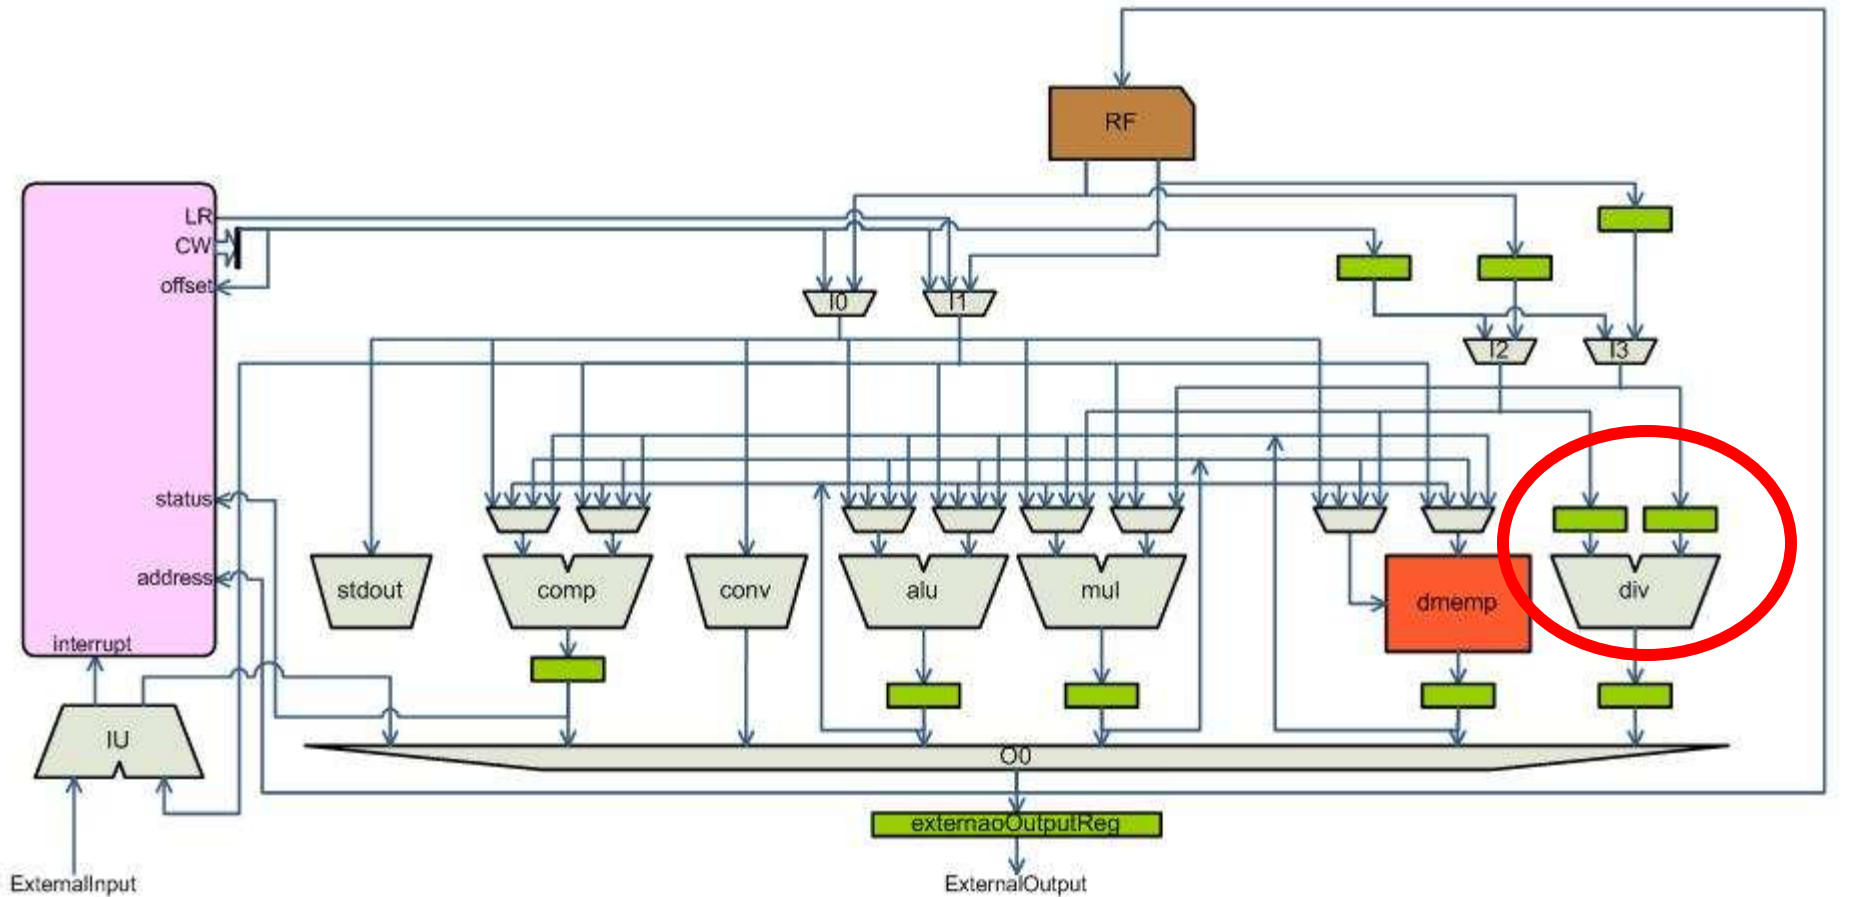 RF
LR
CW
offset
I0
I1
I2
I3
status
address
stdout
comp
conv
alu
mul
dmemp
div
interrupt
IU
O0
externaoOutputReg
ExternalInput
ExternalOutput